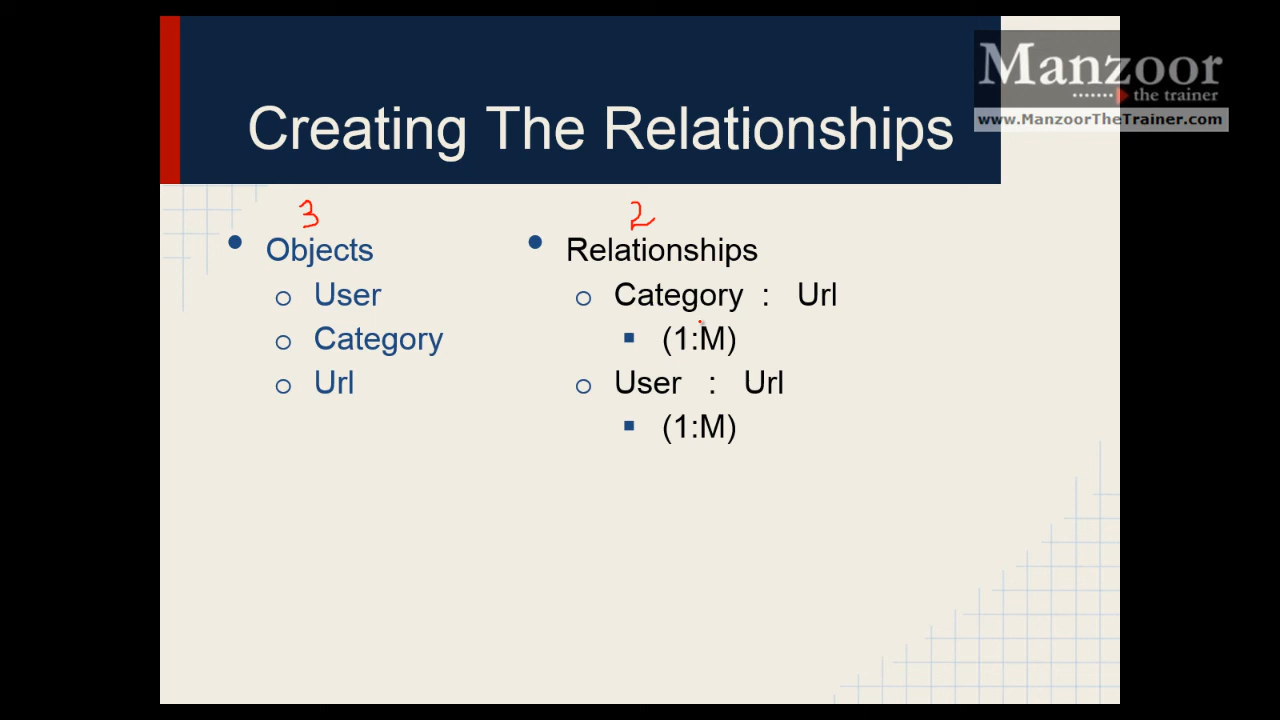 Manzoor
the trainer
www.ManzoorTheTrainer.com
Creating The Relationships
3
Objects
User
Category
Url
2
Relationships
Category : Url
(1:M)
User : Url
(1:M)